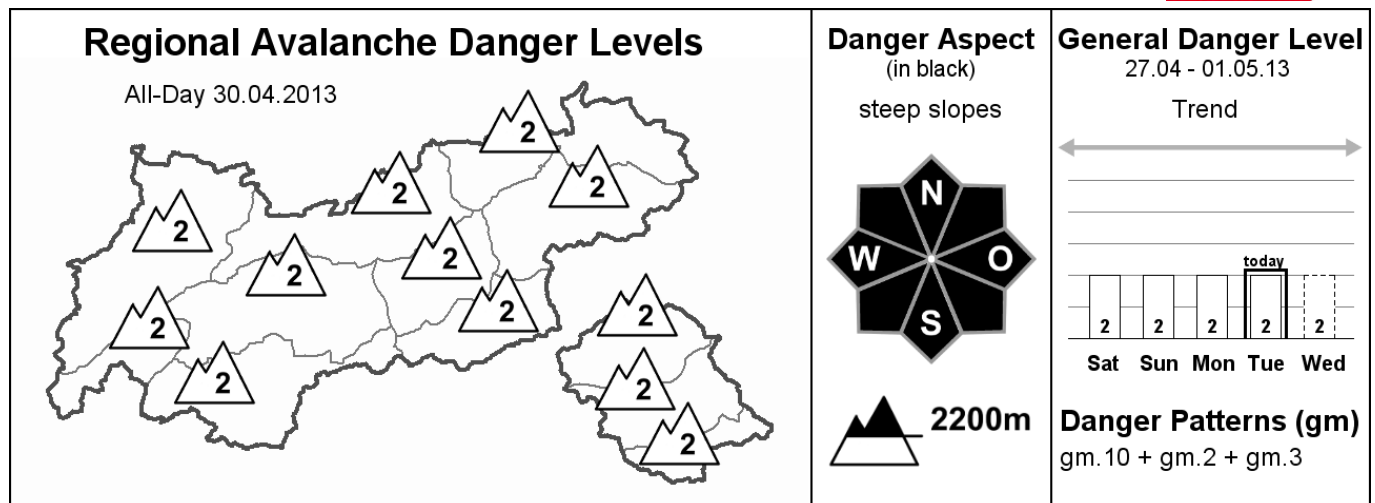 Regional Avalanche Danger Levels
All-Day 30.04.2013
2
2
2
2
2
2
2
2
2
2
2
2
2
Danger Aspect
(in black)
steep slopes
N
W O
S
2200m
General Danger Level
27.04 - 01.05.13
Trend
today
2 2 2 2 2
Sat Sun Mon Tue Wed
Danger Patterns (gm)
gm.10 + gm.2 + gm.3